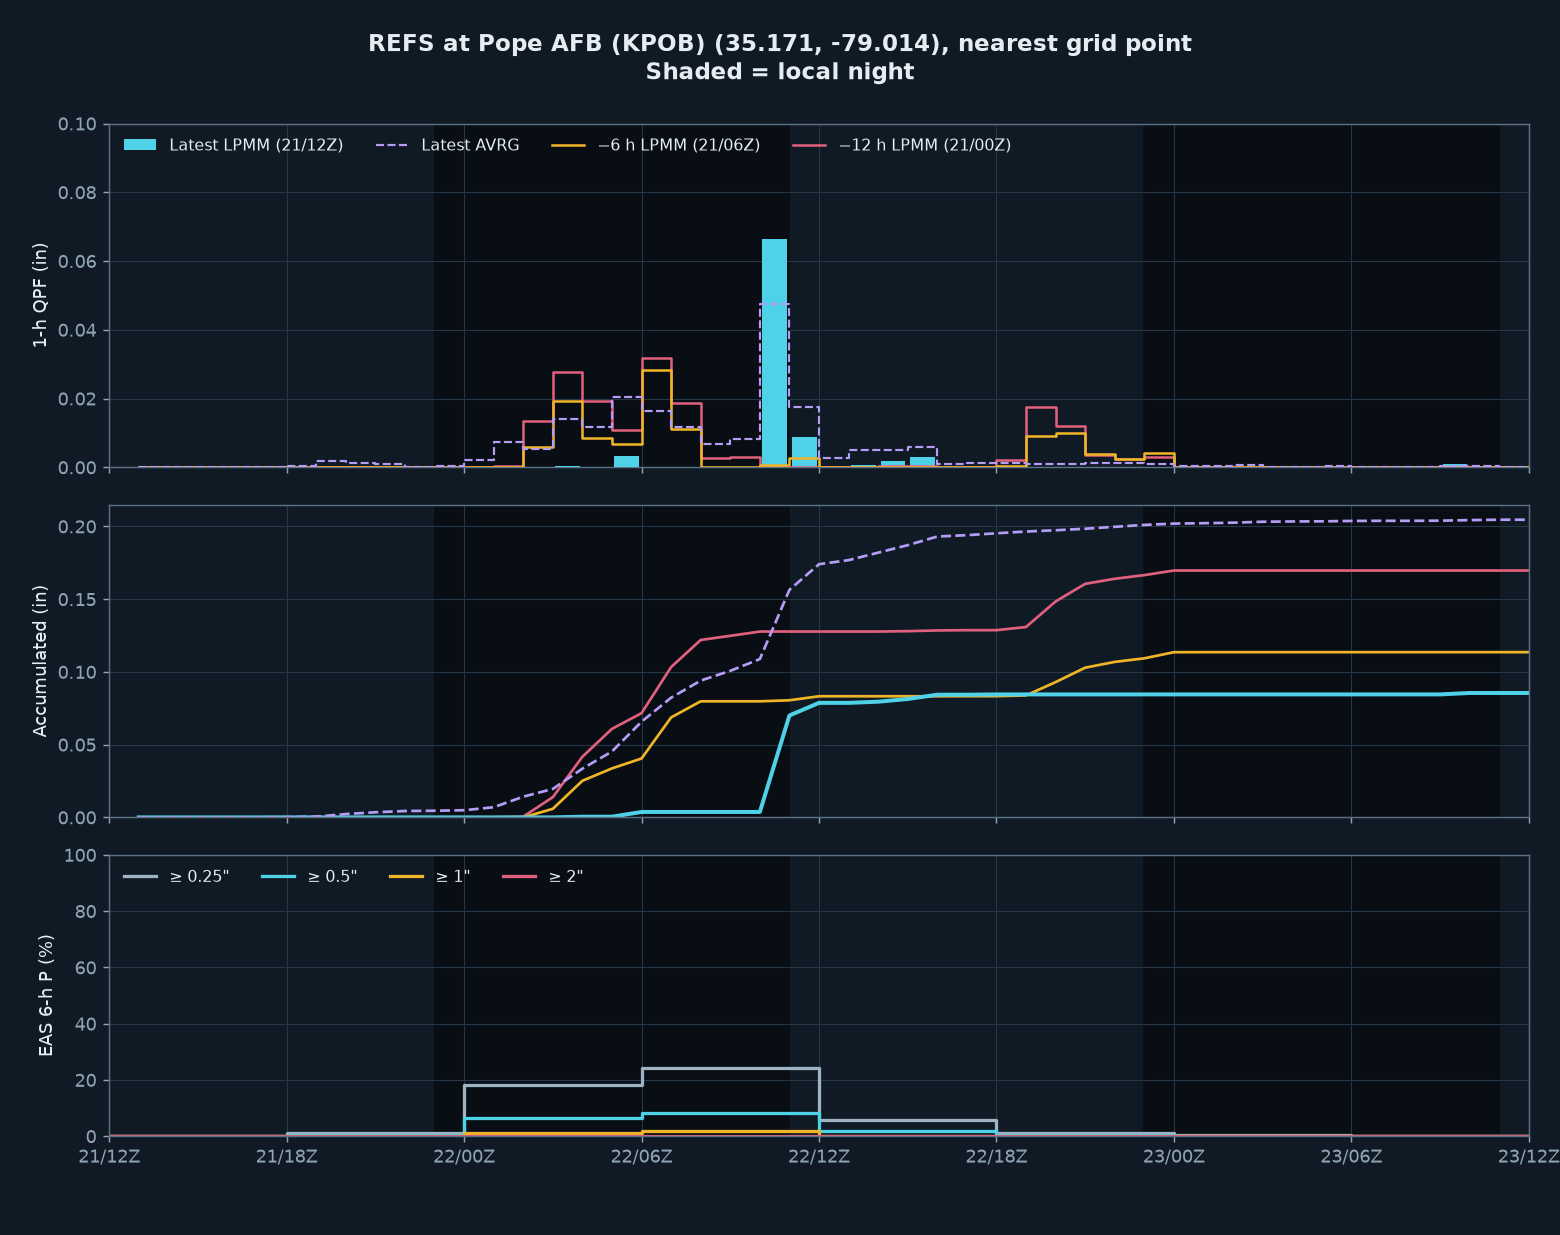 REFS at Pope AFB (KPOB) (35.171, -79.014), nearest grid point
Shaded = local night
Latest LPMM (21/12Z) Latest AVRG −6 h LPMM (21/06Z) −12 h LPMM (21/00Z)
1-h QPF (in)
0.10
0.08
0.06
0.04
0.02
0.00
Accumulated (in)
0.20
0.15
0.10
0.05
0.00
≥ 0.25" ≥ 0.5" ≥ 1" ≥ 2"
EAS 6-h P (%)
100
80
60
40
20
0
21/12Z 21/18Z 22/00Z 22/06Z 22/12Z 22/18Z 23/00Z 23/06Z 23/12Z